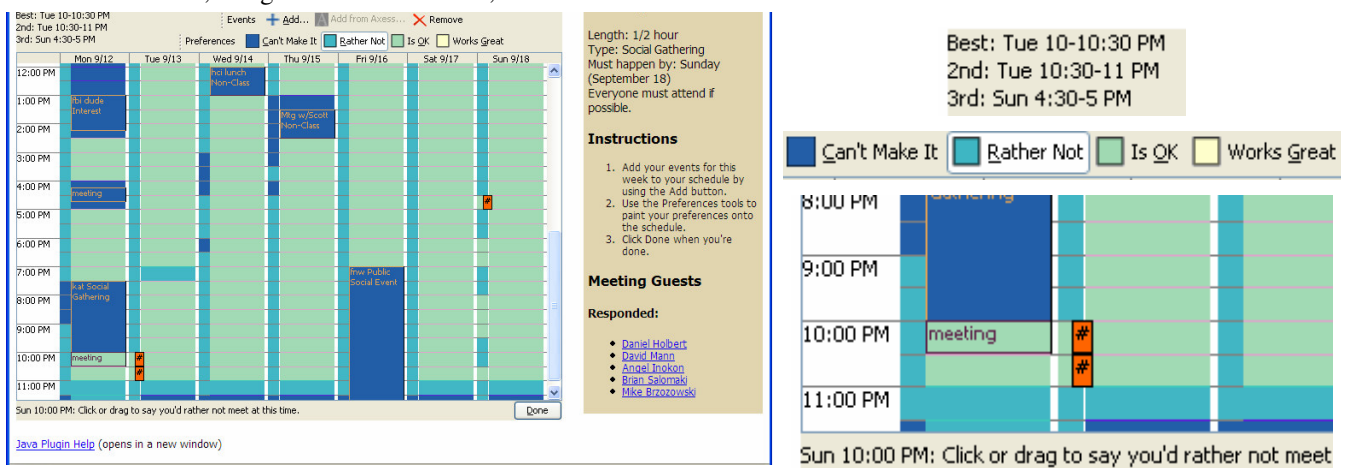 Best: Tue 10-10:30 PM
2nd: Tue 10:30-11 PM
3rd: Sun 4:30-5 PM
Events Add... Add from Axess... Remove
Preferences Can't Make It Rather Not Is OK Works Great
Mon 9/12 Tue 9/13 Wed 9/14 Thu 9/15 Fri 9/16 Sat 9/17 Sun 9/18
12:00 PM
hci lunch
Non-Class
1:00 PM
fbi dude
Interest
Mtg w/Scott
Non-Class
2:00 PM
3:00 PM
4:00 PM
meeting
#
5:00 PM
6:00 PM
7:00 PM
fnw Public
Social Event
kat Social
Gathering
8:00 PM
9:00 PM
10:00 PM
meeting
#
#
11:00 PM
Sun 10:00 PM: Click or drag to say you'd rather not meet at this time.
Done
Java Plugin Help (opens in a new window)
Length: 1/2 hour
Type: Social Gathering
Must happen by: Sunday
(September 18)
Everyone must attend if
possible.
Instructions
1. Add your events for this
week to your schedule by
using the Add button.
2. Use the Preferences tools to
paint your preferences onto
the schedule.
3. Click Done when you're
done.
Meeting Guests
Responded:
Daniel Holbert
David Mann
Angel Inokon
Brian Salomaki
Mike Brzozowski
Best: Tue 10-10:30 PM
2nd: Tue 10:30-11 PM
3rd: Sun 4:30-5 PM
Can't Make It Rather Not Is OK Works Great
8:00 PM
Gathering
9:00 PM
10:00 PM
meeting
#
#
11:00 PM
Sun 10:00 PM: Click or drag to say you'd rather not meet